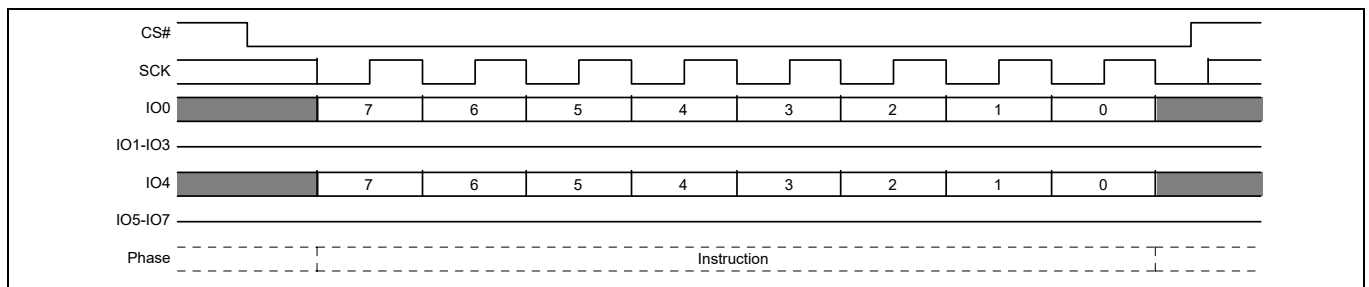 CS#
SCK
IO0 7 6 5 4 3 2 1 0
IO1-IO3
IO4 7 6 5 4 3 2 1 0
IO5-IO7
Phase Instruction